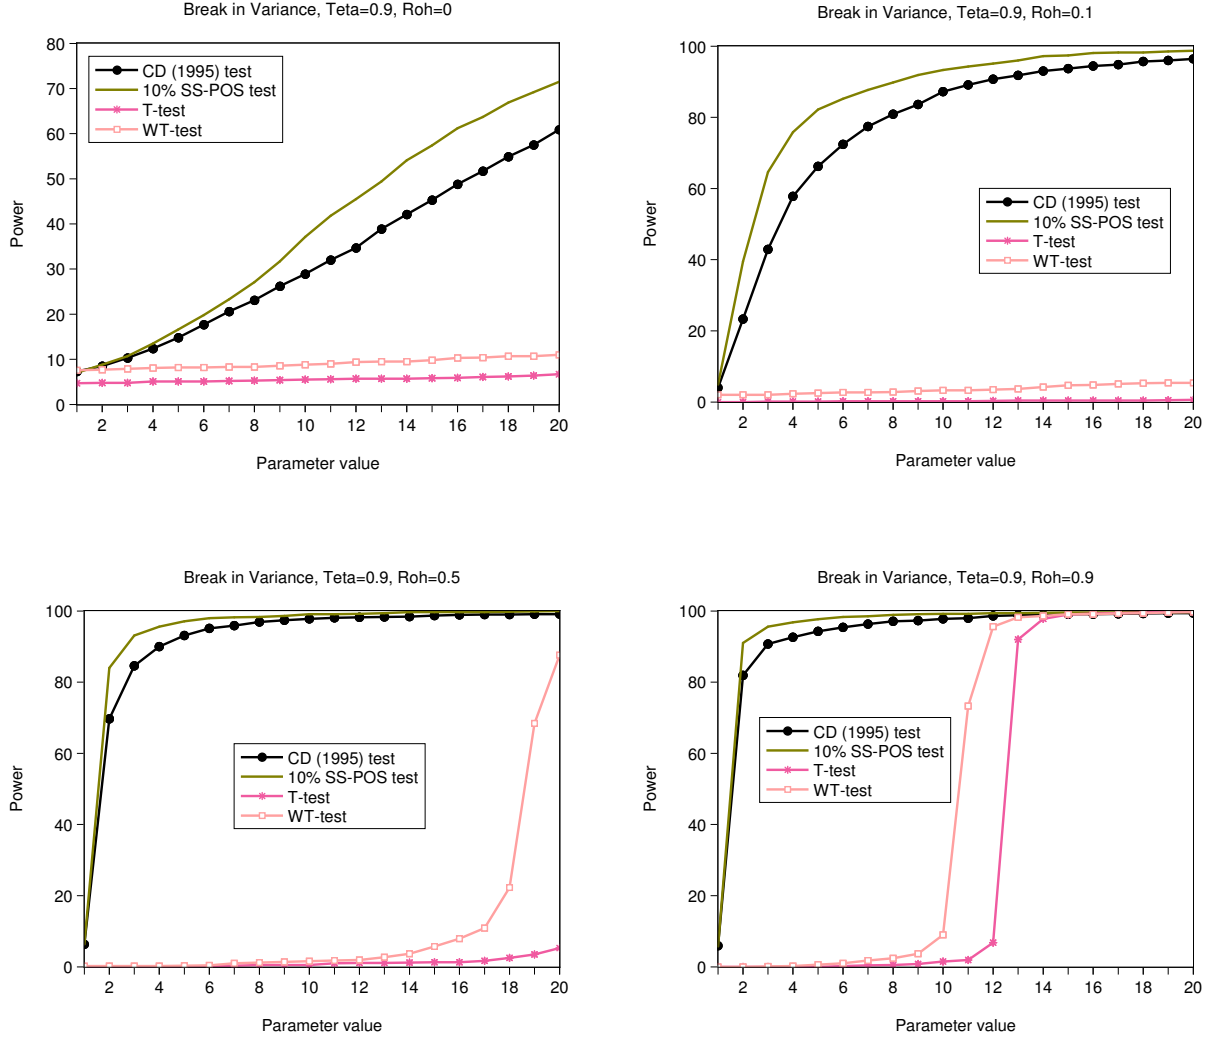 Break in Variance, Teta=0.9, Roh=0
80
70
60
50
40
30
20
10
0
Power
CD (1995) test
10% SS-POS test
T-test
WT-test
2 4 6 8 10 12 14 16 18 20
Parameter value
Break in Variance, Teta=0.9, Roh=0.1
100
80
60
40
20
0
Power
CD (1995) test
10% SS-POS test
T-test
WT-test
2 4 6 8 10 12 14 16 18 20
Parameter value
Break in Variance, Teta=0.9, Roh=0.5
100
80
60
40
20
0
Power
CD (1995) test
10% SS-POS test
T-test
WT-test
2 4 6 8 10 12 14 16 18 20
Parameter value
Break in Variance, Teta=0.9, Roh=0.9
100
80
60
40
20
0
Power
CD (1995) test
10% SS-POS test
T-test
WT-test
2 4 6 8 10 12 14 16 18 20
Parameter value